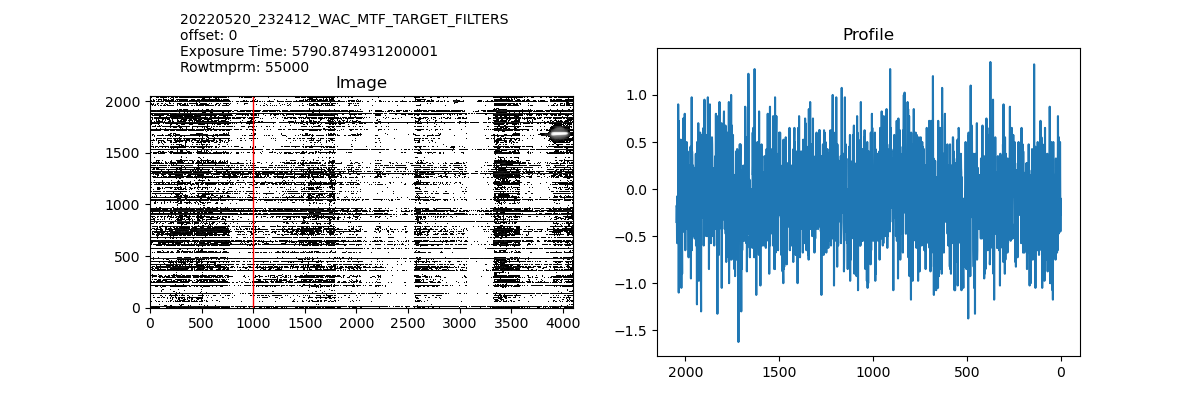 20220520_232412_WAC_MTF_TARGET_FILTERS
offset: 0
Exposure Time: 5790.874931200001
Rowtmprm: 55000
Image
2000
1500
1000
500
0
0 500 1000 1500 2000 2500 3000 3500 4000
Profile
1.0
0.5
0.0
−0.5
−1.0
−1.5
2000 1500 1000 500 0